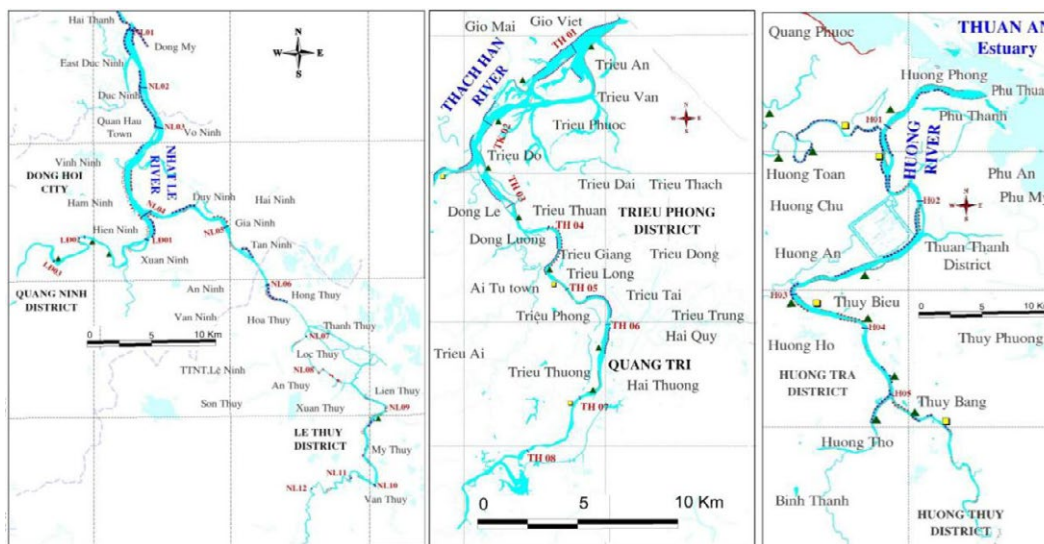 Hai Thanh
NL01
Dong My
East Duc Ninh
NL02
Duc Ninh
Quan Hau
Town
NL03
Vo Ninh
Vinh Ninh
DONG HOI
CITY
NHAT LE
RIVER
Ham Ninh
Duy Ninh
Hai Ninh
NL04
Gia Ninh
NL05
Hien Ninh
LD01
LD02
LD03
Xuan Ninh
Tan Ninh
QUANG NINH
DISTRICT
An Ninh
NL06
Hong Thuy
Van Ninh
Hoa Thuy
Thanh Thuy
NL07
0 5 10 Km
Loc Thuy
TTNT.Lệ Ninh
NL08
An Thuy
Lien Thuy
Son Thuy
Xuan Thuy
NL09
LE THUY
DISTRICT
My Thuy
NL11
NL12
NL10
Van Thuy
N
W E
S
Gio Mai
Gio Viet
TH 01
THACH HAN
RIVER
Trieu An
Trieu Van
Trieu Phuoc
TK 02
Trieu Do
Trieu Dai
Trieu Thach
TH 03
Dong Le
Trieu Thuan
TRIEU PHONG
DISTRICT
TH 04
Dong Luong
Trieu Giang
Trieu Dong
Trieu Long
Ai Tu town
TH 05
Trieu Tai
Triệu Phong
Trieu Trung
TH 06
Hai Quy
Trieu Ai
QUANG TRI
Trieu Thuong
Hai Thuong
TH 07
TH 08
0 5 10 Km
THUAN AN
Estuary
Quang Phuoc
Huong Phong
Phu Thua
Phu Thanh
H01
HUONG
RIVER
Huong Toan
Phu An
Phu My
H02
Huong Chu
Huong An
Thuan Thanh
District
H03
Thuy Bieu
0 5 10 Km
H04
Huong Ho
Thuy Phuong
HUONG TRA
DISTRICT
H05
Thuy Bang
Huong Tho
Binh Thanh
HUONG THUY
DISTRICT